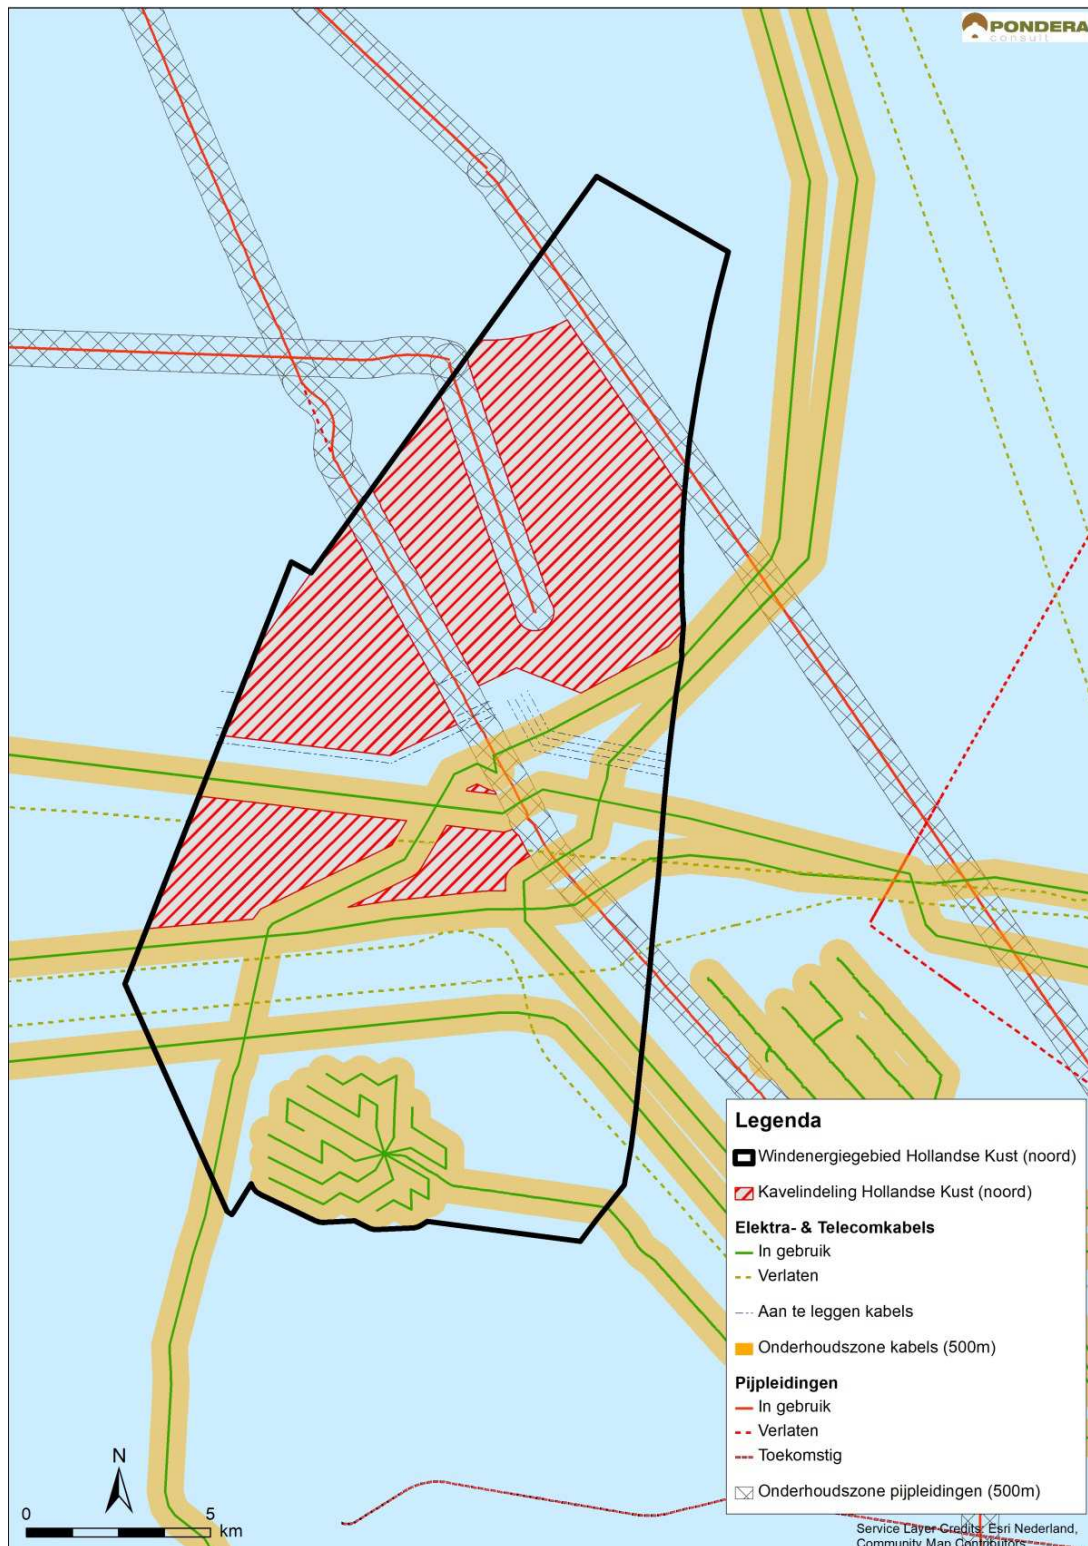 PONDERA
consult
Legenda
Windenergiegebied Hollandse Kust (noord)
Kavelindeling Hollandse Kust (noord)
Elektra- & Telecomkabels
In gebruik
Verlaten
Aan te leggen kabels
Onderhoudszone kabels (500m)
Pijpleidingen
In gebruik
Verlaten
Toekomstig
Onderhoudszone pijpleidingen (500m)
N
0 5
km
Service Layer Credits: Esri Nederland,
Community Map Contributors